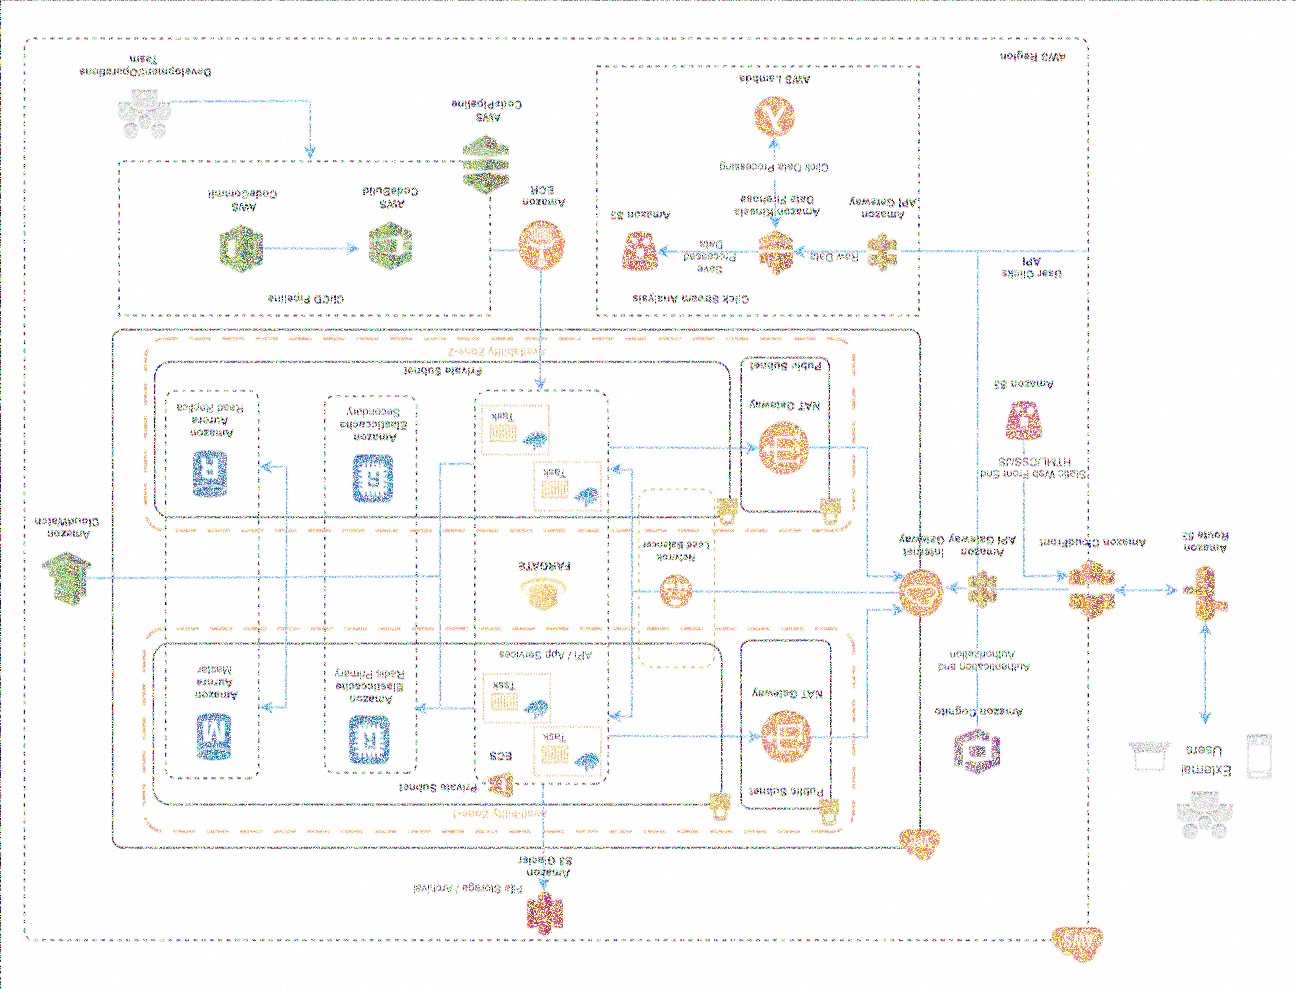 Amazon
S3 Glacier
File Storage / Archival
External
Users
Amazon Cognito
Authentication and
Authorization
Availibility Zone-1
Public Subnet
NAT Gateway
Private Subnet
ECS
Task
Task
API / App Services
Amazon
Elasticcache
Redis Primary
M
Amazon
Aurora
Master
Amazon
Route 53
Amazon CloudFront
Amazon
API Gateway
Internet
Gateway
Network
Load Balancer
FARGATE
Amazon
CloudWatch
Static Web Front End
HTML/CSS/JS
Amazon S3
NAT Gateway
Public Subnet
Task
Task
Amazon
Elasticcache
Secondary
R
Amazon
Aurora
Read Replica
Private Subnet
Availability Zone-2
User Clicks
API
Click Stream Analysis
Amazon
API Gateway
Raw Data
Amazon Kinesis
Data Firehose
Save
Processed
Data
Amazon S3
Click Data Processing
AWS Lambda
CI/CD Pipeline
Amazon
ECR
AWS
CodeBuild
AWS
CodeCommit
AWS
CodePipeline
Development/Operations
Team
AWS Region